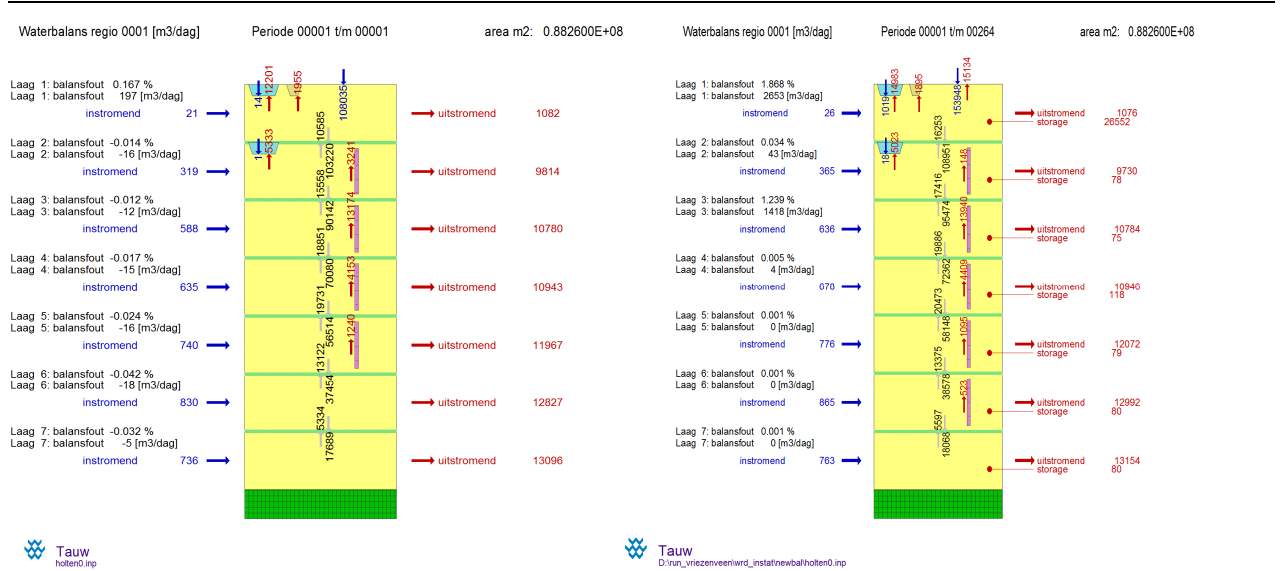 Waterbalans regio 0001 [m3/dag]
Periode 00001 t/m 00001
area m2: 0.882600E+08
Laag 1: balansfout 0.167 %
Laag 1: balansfout 197 [m3/dag]
instromend 21
14
12201
1955
108035
uitstromend 1082
10585
103220
Laag 2: balansfout -0.014 %
Laag 2: balansfout -16 [m3/dag]
instromend 319
1
5333
3241
uitstromend 9814
15558
90142
Laag 3: balansfout -0.012 %
Laag 3: balansfout -12 [m3/dag]
instromend 588
13174
uitstromend 10780
18851
70080
Laag 4: balansfout -0.017 %
Laag 4: balansfout -15 [m3/dag]
instromend 635
4153
uitstromend 10943
19731
56514
Laag 5: balansfout -0.024 %
Laag 5: balansfout -16 [m3/dag]
instromend 740
1240
uitstromend 11967
13122
37454
Laag 6: balansfout -0.042 %
Laag 6: balansfout -18 [m3/dag]
instromend 830
uitstromend 12827
5334
17689
Laag 7: balansfout -0.032 %
Laag 7: balansfout -5 [m3/dag]
instromend 736
uitstromend 13096
Tauw
holten0.inp
Waterbalans regio 0001 [m3/dag]
Periode 00001 t/m 00264
area m2: 0.882600E+08
Laag 1: balansfout 1.868 %
Laag 1: balansfout 2653 [m3/dag]
instromend 26
1019
14983
1895
153948
15134
uitstromend 1076
storage 26552
16253
108951
Laag 2: balansfout 0.034 %
Laag 2: balansfout 43 [m3/dag]
instromend 365
18
5023
148
uitstromend 9730
storage 78
17416
95474
Laag 3: balansfout 1.239 %
Laag 3: balansfout 1418 [m3/dag]
instromend 636
13940
uitstromend 10784
storage 75
19886
72362
Laag 4: balansfout 0.005 %
Laag 4: balansfout 4 [m3/dag]
instromend 070
4409
uitstromend 10940
storage 118
20473
58148
Laag 5: balansfout 0.001 %
Laag 5: balansfout 0 [m3/dag]
instromend 776
1095
uitstromend 12072
storage 79
13375
38578
Laag 6: balansfout 0.001 %
Laag 6: balansfout 0 [m3/dag]
instromend 865
523
uitstromend 12992
storage 80
5597
18068
Laag 7: balansfout 0.001 %
Laag 7: balansfout 0 [m3/dag]
instromend 763
uitstromend 13154
storage 80
Tauw
D:\run_vriezenveen\wrd_instat\newbal\holten0.inp